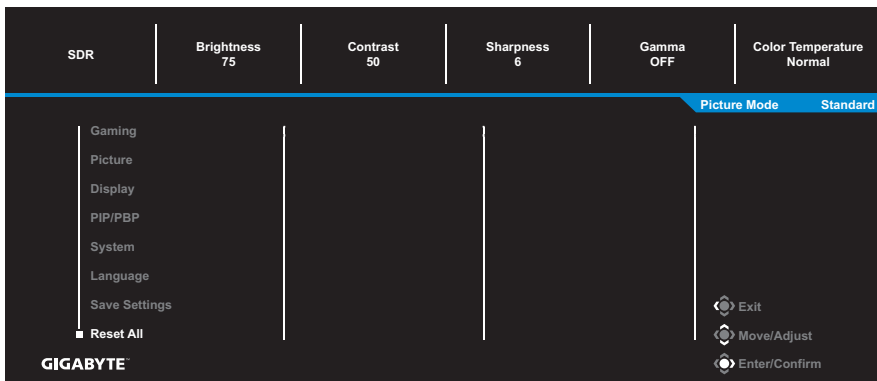 SDR
Brightness
75
Contrast
50
Sharpness
6
Gamma
OFF
Color Temperature
Normal
Picture Mode Standard
Gaming
Picture
Display
PIP/PBP
System
Language
Save Settings
Reset All
Exit
Move/Adjust
Enter/Confirm
GIGABYTE™